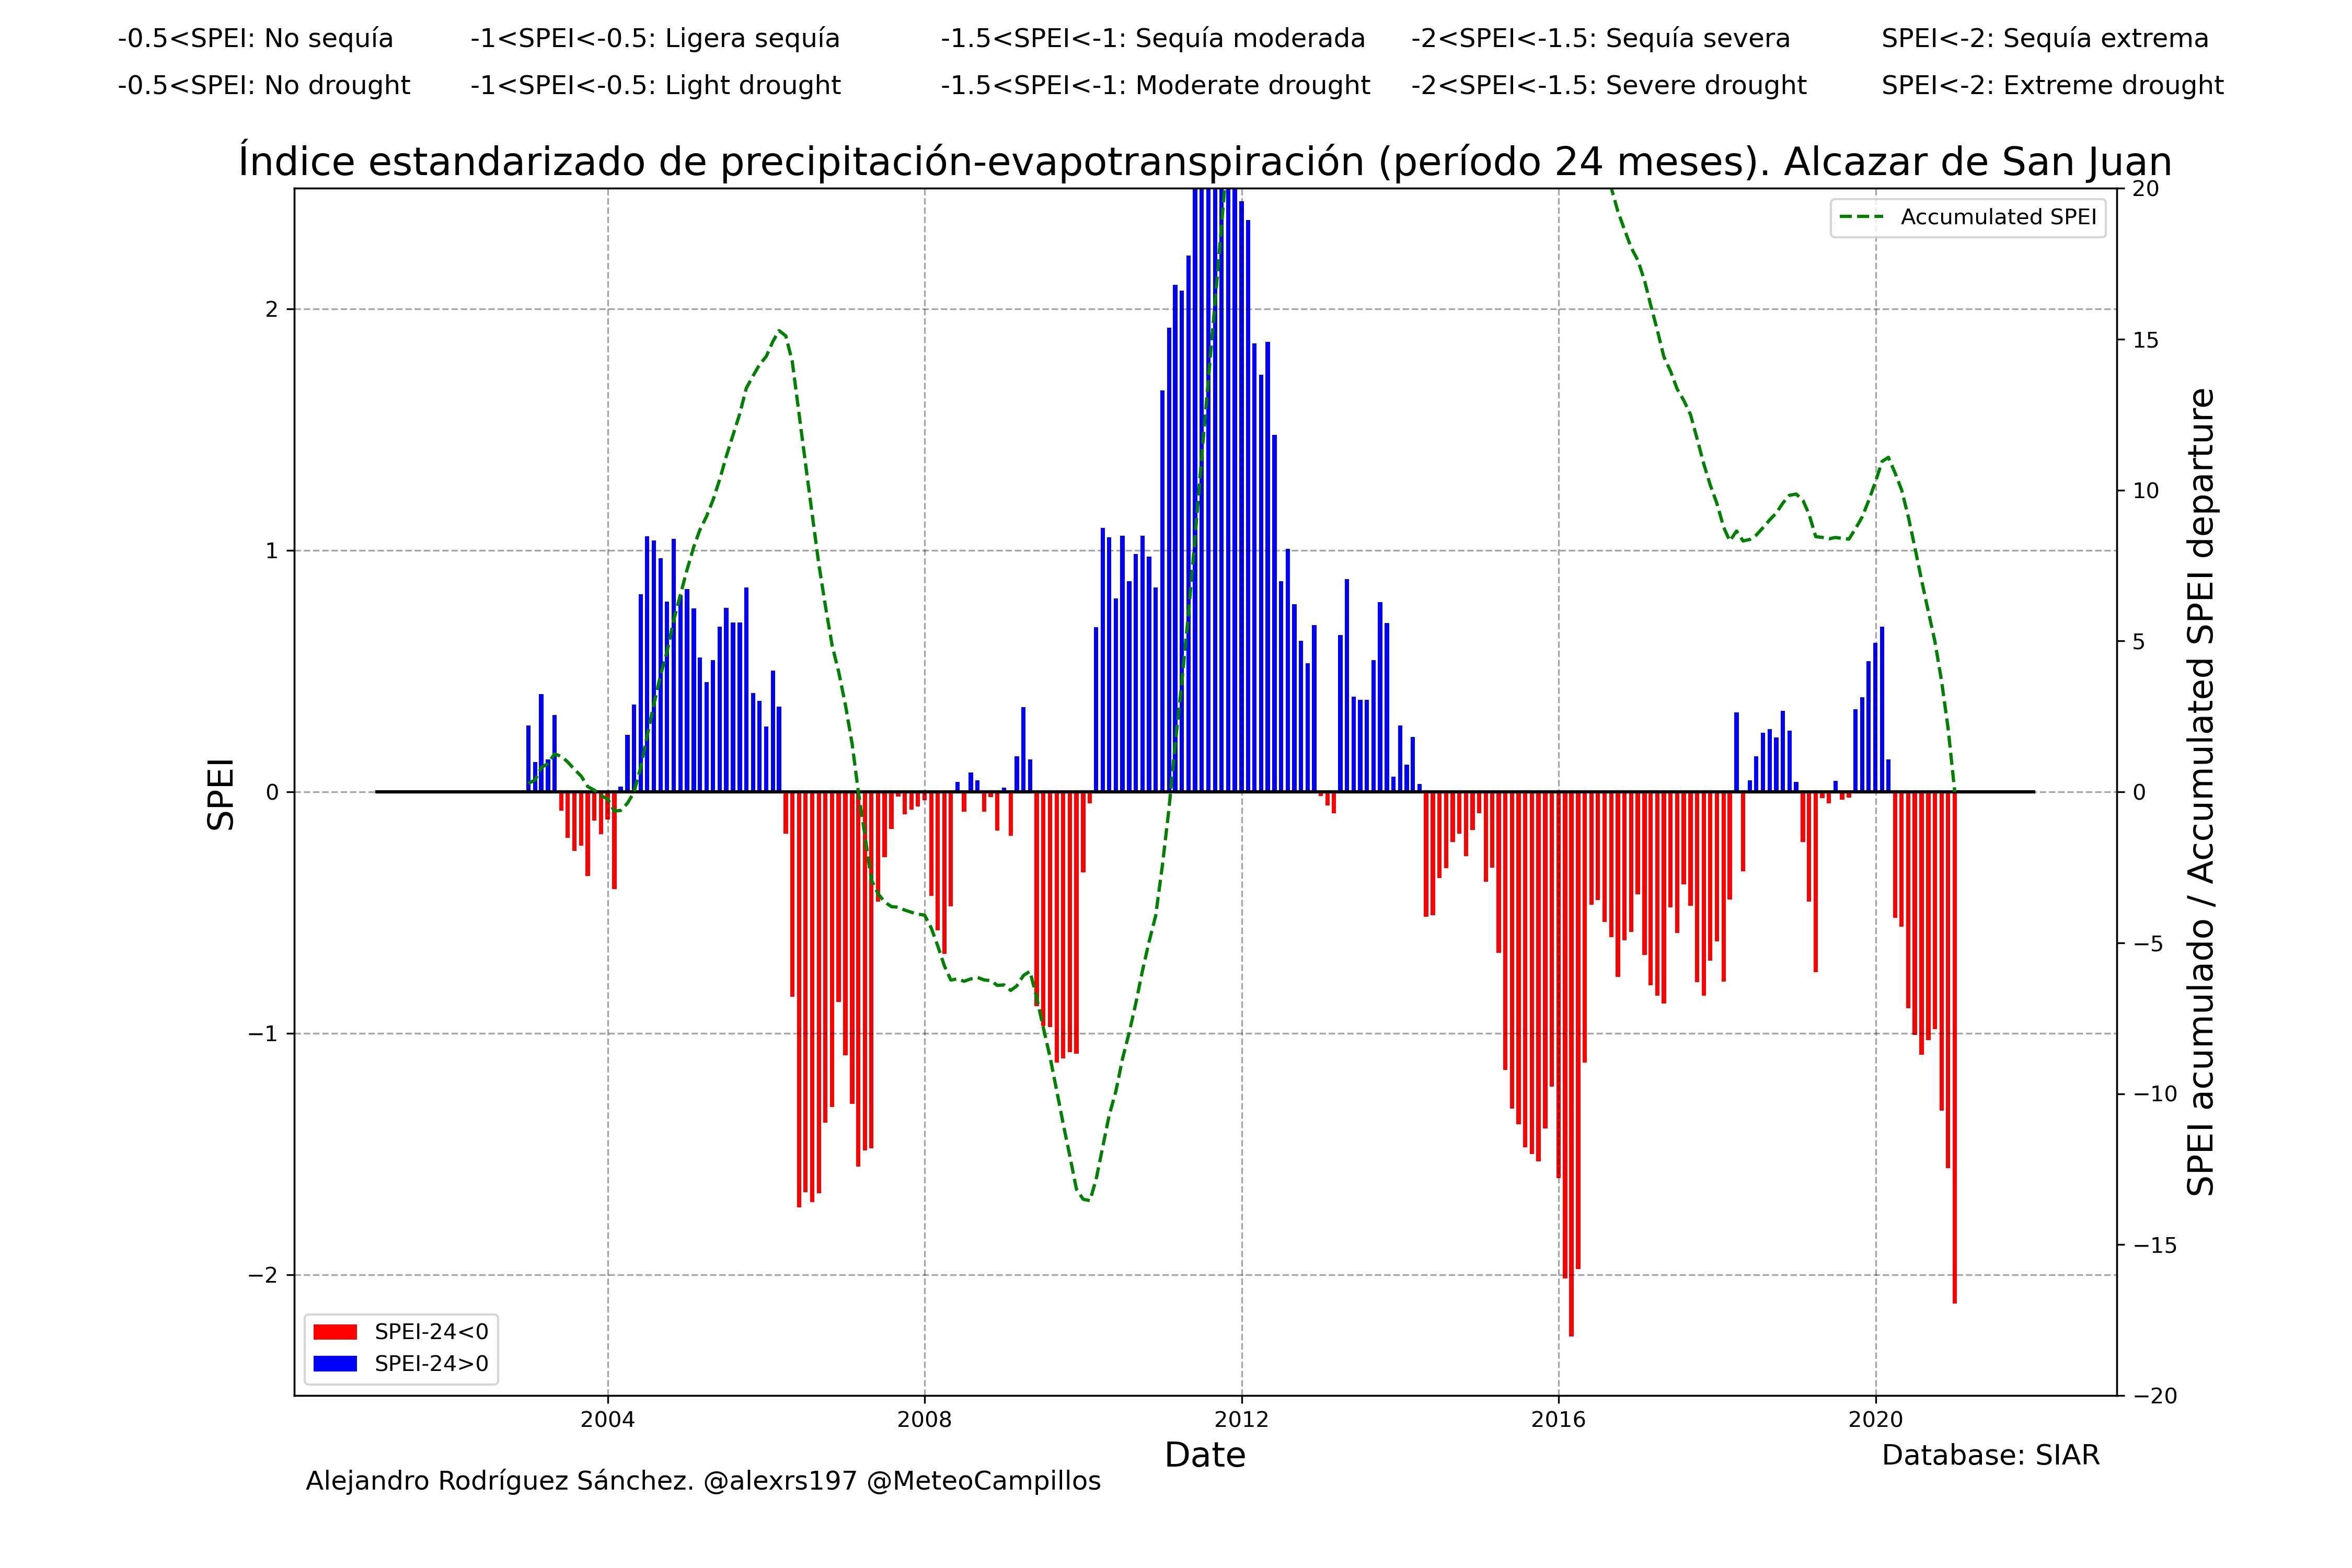 -0.5<SPEI: No sequía -1<SPEI<-0.5: Ligera sequía -1.5<SPEI<-1: Sequía moderada -2<SPEI<-1.5: Sequía severa SPEI<-2: Sequía extrema
-0.5<SPEI: No drought -1<SPEI<-0.5: Light drought -1.5<SPEI<-1: Moderate drought -2<SPEI<-1.5: Severe drought SPEI<-2: Extreme drought
Índice estandarizado de precipitación-evapotranspiración (período 24 meses). Alcazar de San Juan
Accumulated SPEI
SPEI
2
1
0
−1
−2
20
15
10
5
0
−5
−10
−15
−20
SPEI acumulado / Accumulated SPEI departure
SPEI-24<0
SPEI-24>0
2004 2008 2012 2016 2020
Date
Database: SIAR
Alejandro Rodríguez Sánchez. @alexrs197 @MeteoCampillos